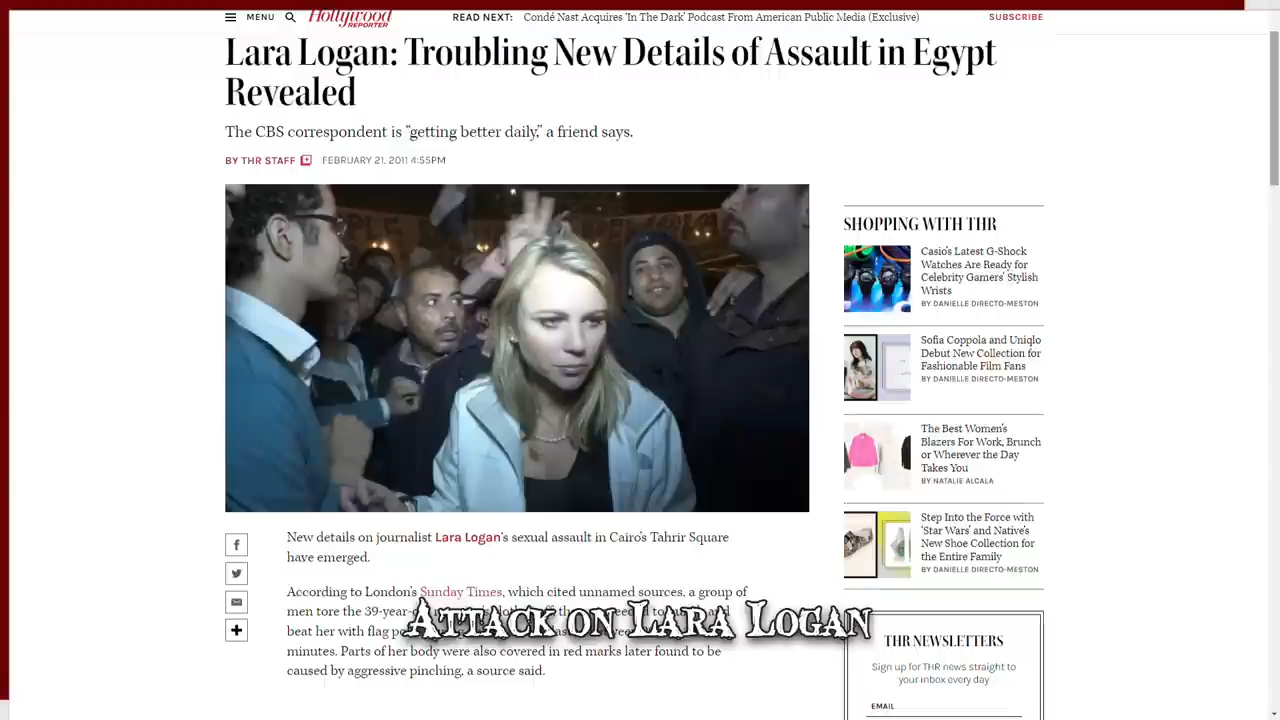 MENU
Hollywood
REPORTER
READ NEXT: Condé Nast Acquires 'In The Dark' Podcast From American Public Media (Exclusive)
SUBSCRIBE
Lara Logan: Troubling New Details of Assault in Egypt
Revealed
The CBS correspondent is "getting better daily," a friend says.
BY THR STAFF
FEBRUARY 21, 2011 4:55PM
New details on journalist Lara Logan's sexual assault in Cairo's Tahrir Square
have emerged.
According to London's Sunday Times, which cited unnamed sources, a group of
men tore the 39-year-
beat her with flag
minutes. Parts of her body were also covered in red marks later found to be
caused by aggressive pinching, a source said.
ATTACK ON LARA LOGAN
SHOPPING WITH THR
Casio's Latest G-Shock
Watches Are Ready for
Celebrity Gamers' Stylish
Wrists
BY DANIELLE DIRECTO-MESTON
Sofia Coppola and Uniqlo
Debut New Collection for
Fashionable Film Fans
BY DANIELLE DIRECTO-MESTON
The Best Women's
Blazers For Work, Brunch
or Wherever the Day
Takes You
BY NATALIE ALCALA
Step Into the Force with
'Star Wars' and Native's
New Shoe Collection for
the Entire Family
BY DANIELLE DIRECTO-MESTON
THR NEWSLETTERS
Sign up for THR news straight to
your inbox every day
EMAIL